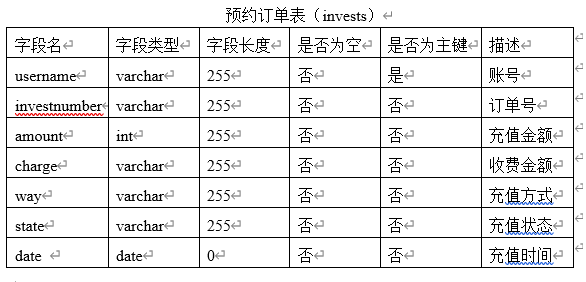 预约订单表（invests）
字段名 字段类型 字段长度 是否为空 是否为主键 描述
username varchar 255 否 是 账号
investnumber varchar 255 否 否 订单号
amount int 255 否 否 充值金额
charge varchar 255 否 否 收费金额
way varchar 255 否 否 充值方式
state varchar 255 否 否 充值状态
date date 0 否 否 充值时间